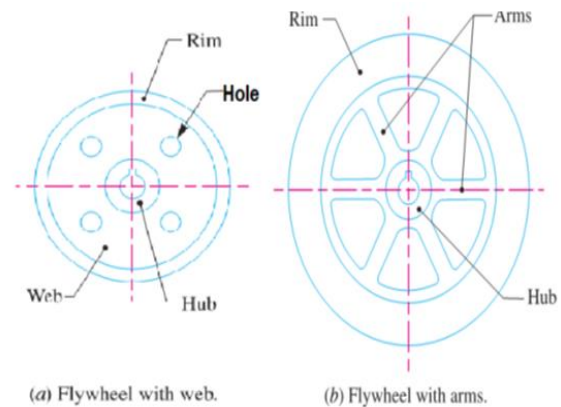 Rim
Hole
Web
Hub
(a) Flywheel with web.
Rim
Arms
Hub
(b) Flywheel with arms.